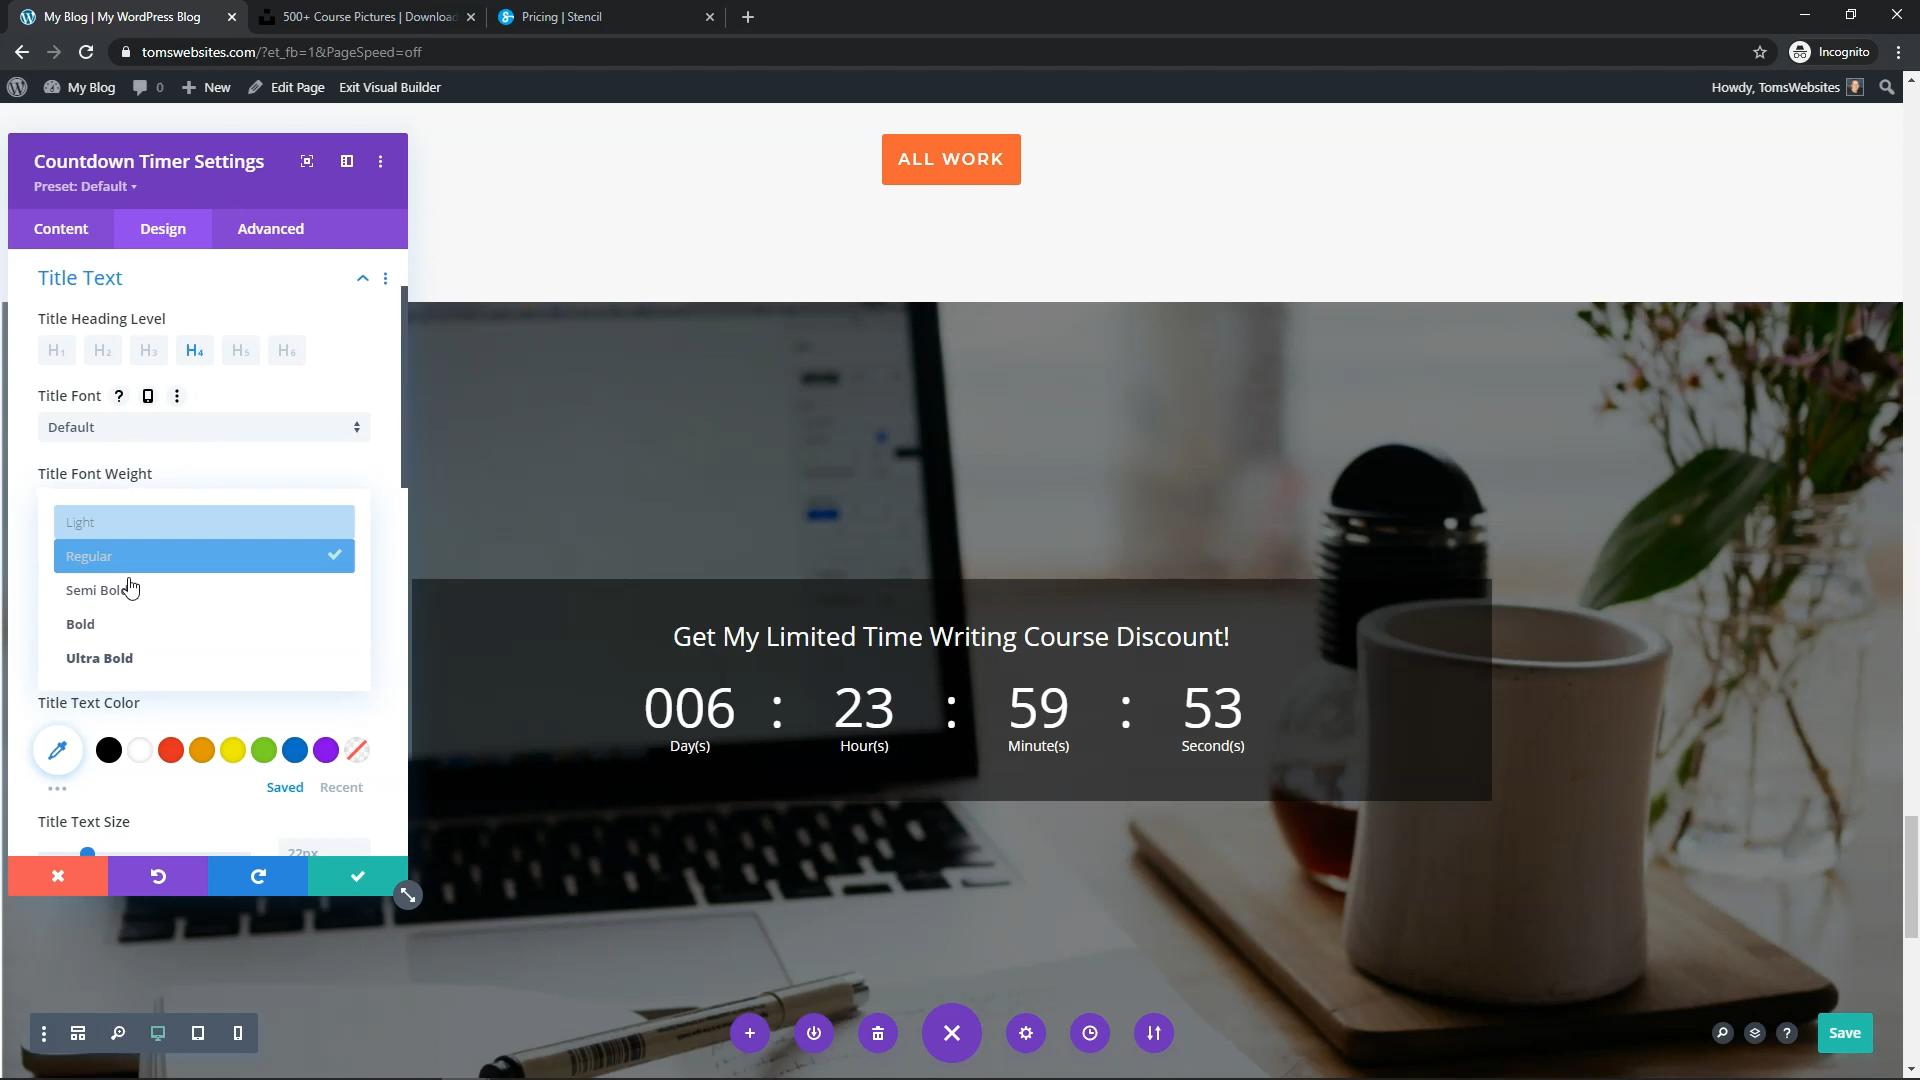 My Blog | My WordPress Blog
500+ Course Pictures | Download
Pricing | Stencil
tomswebsites.com/?et_fb=1&PageSpeed=off
Incognito
My Blog 0 New Edit Page Exit Visual Builder
Howdy, TomsWebsites
ALL WORK
Countdown Timer Settings
Preset: Default
Content Design Advanced
Title Text
Title Heading Level
H1 H2 H3 H4 H5 H6
Title Font ?
Default
Title Font Weight
Light
Regular
Semi Bold
Bold
Ultra Bold
Title Text Color
Saved Recent
Title Text Size
22px
Get My Limited Time Writing Course Discount!
006 : 23 : 59 : 53
Day(s) Hour(s) Minute(s) Second(s)
?
Save